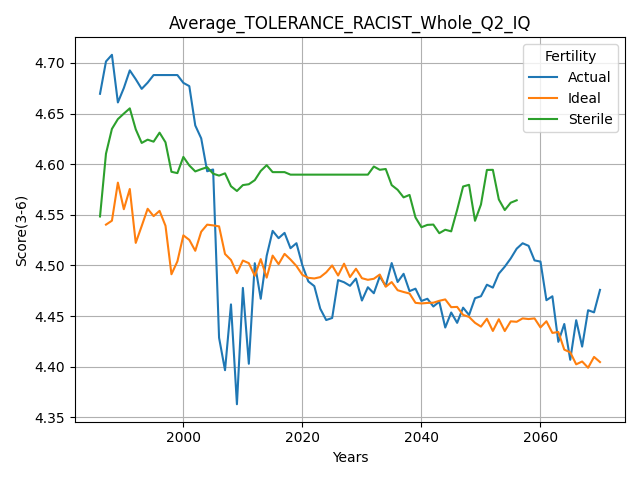 Average_TOLERANCE_RACIST_Whole_Q2_IQ
Fertility
Actual
Ideal
Sterile
Score(3-6)
4.70
4.65
4.60
4.55
4.50
4.45
4.40
4.35
2000
2020
2040
2060
Years